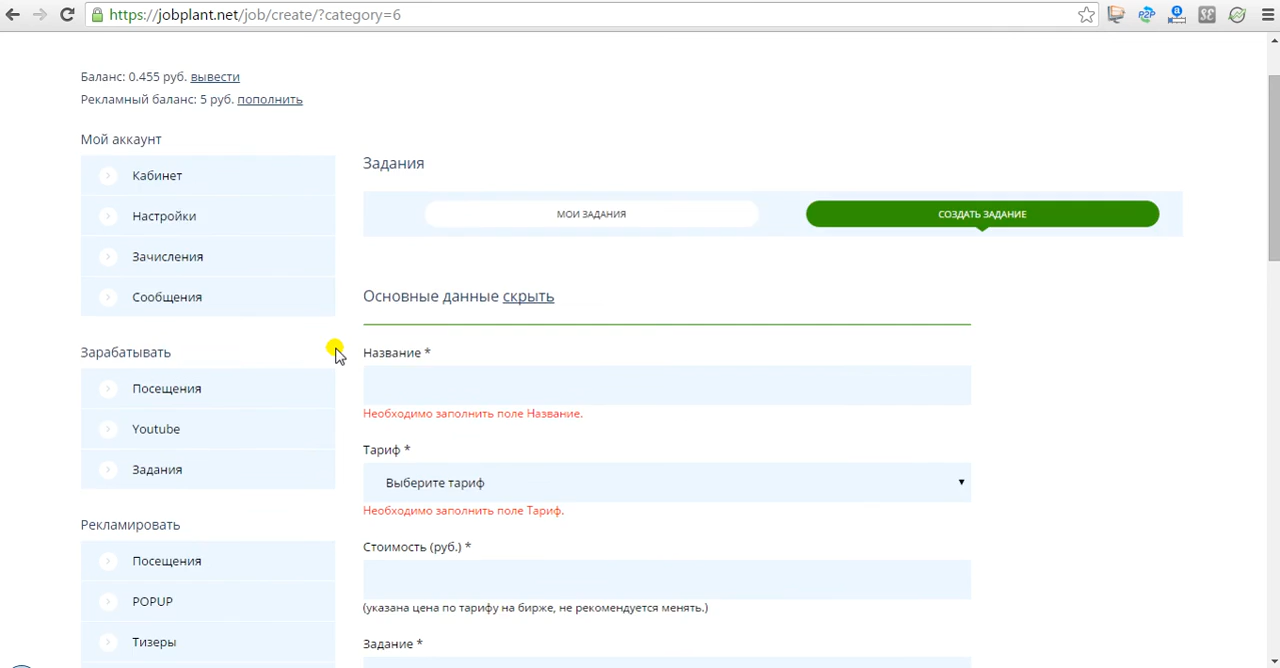 https://jobplant.net/job/create/?category=6
Баланс: 0.455 руб. вывести
Рекламный баланс: 5 руб. пополнить
Мой аккаунт
Кабинет
Настройки
Зачисления
Сообщения
Зарабатывать
Посещения
Youtube
Задания
Рекламировать
Посещения
POPUP
Тизеры
Задания
МОИ ЗАДАНИЯ
СОЗДАТЬ ЗАДАНИЕ
Основные данные скрыть
Название *
Необходимо заполнить поле Название.
Тариф *
Выберите тариф
Необходимо заполнить поле Тариф.
Стоимость (руб.) *
(указана цена по тарифу на бирже, не рекомендуется менять.)
Задание *